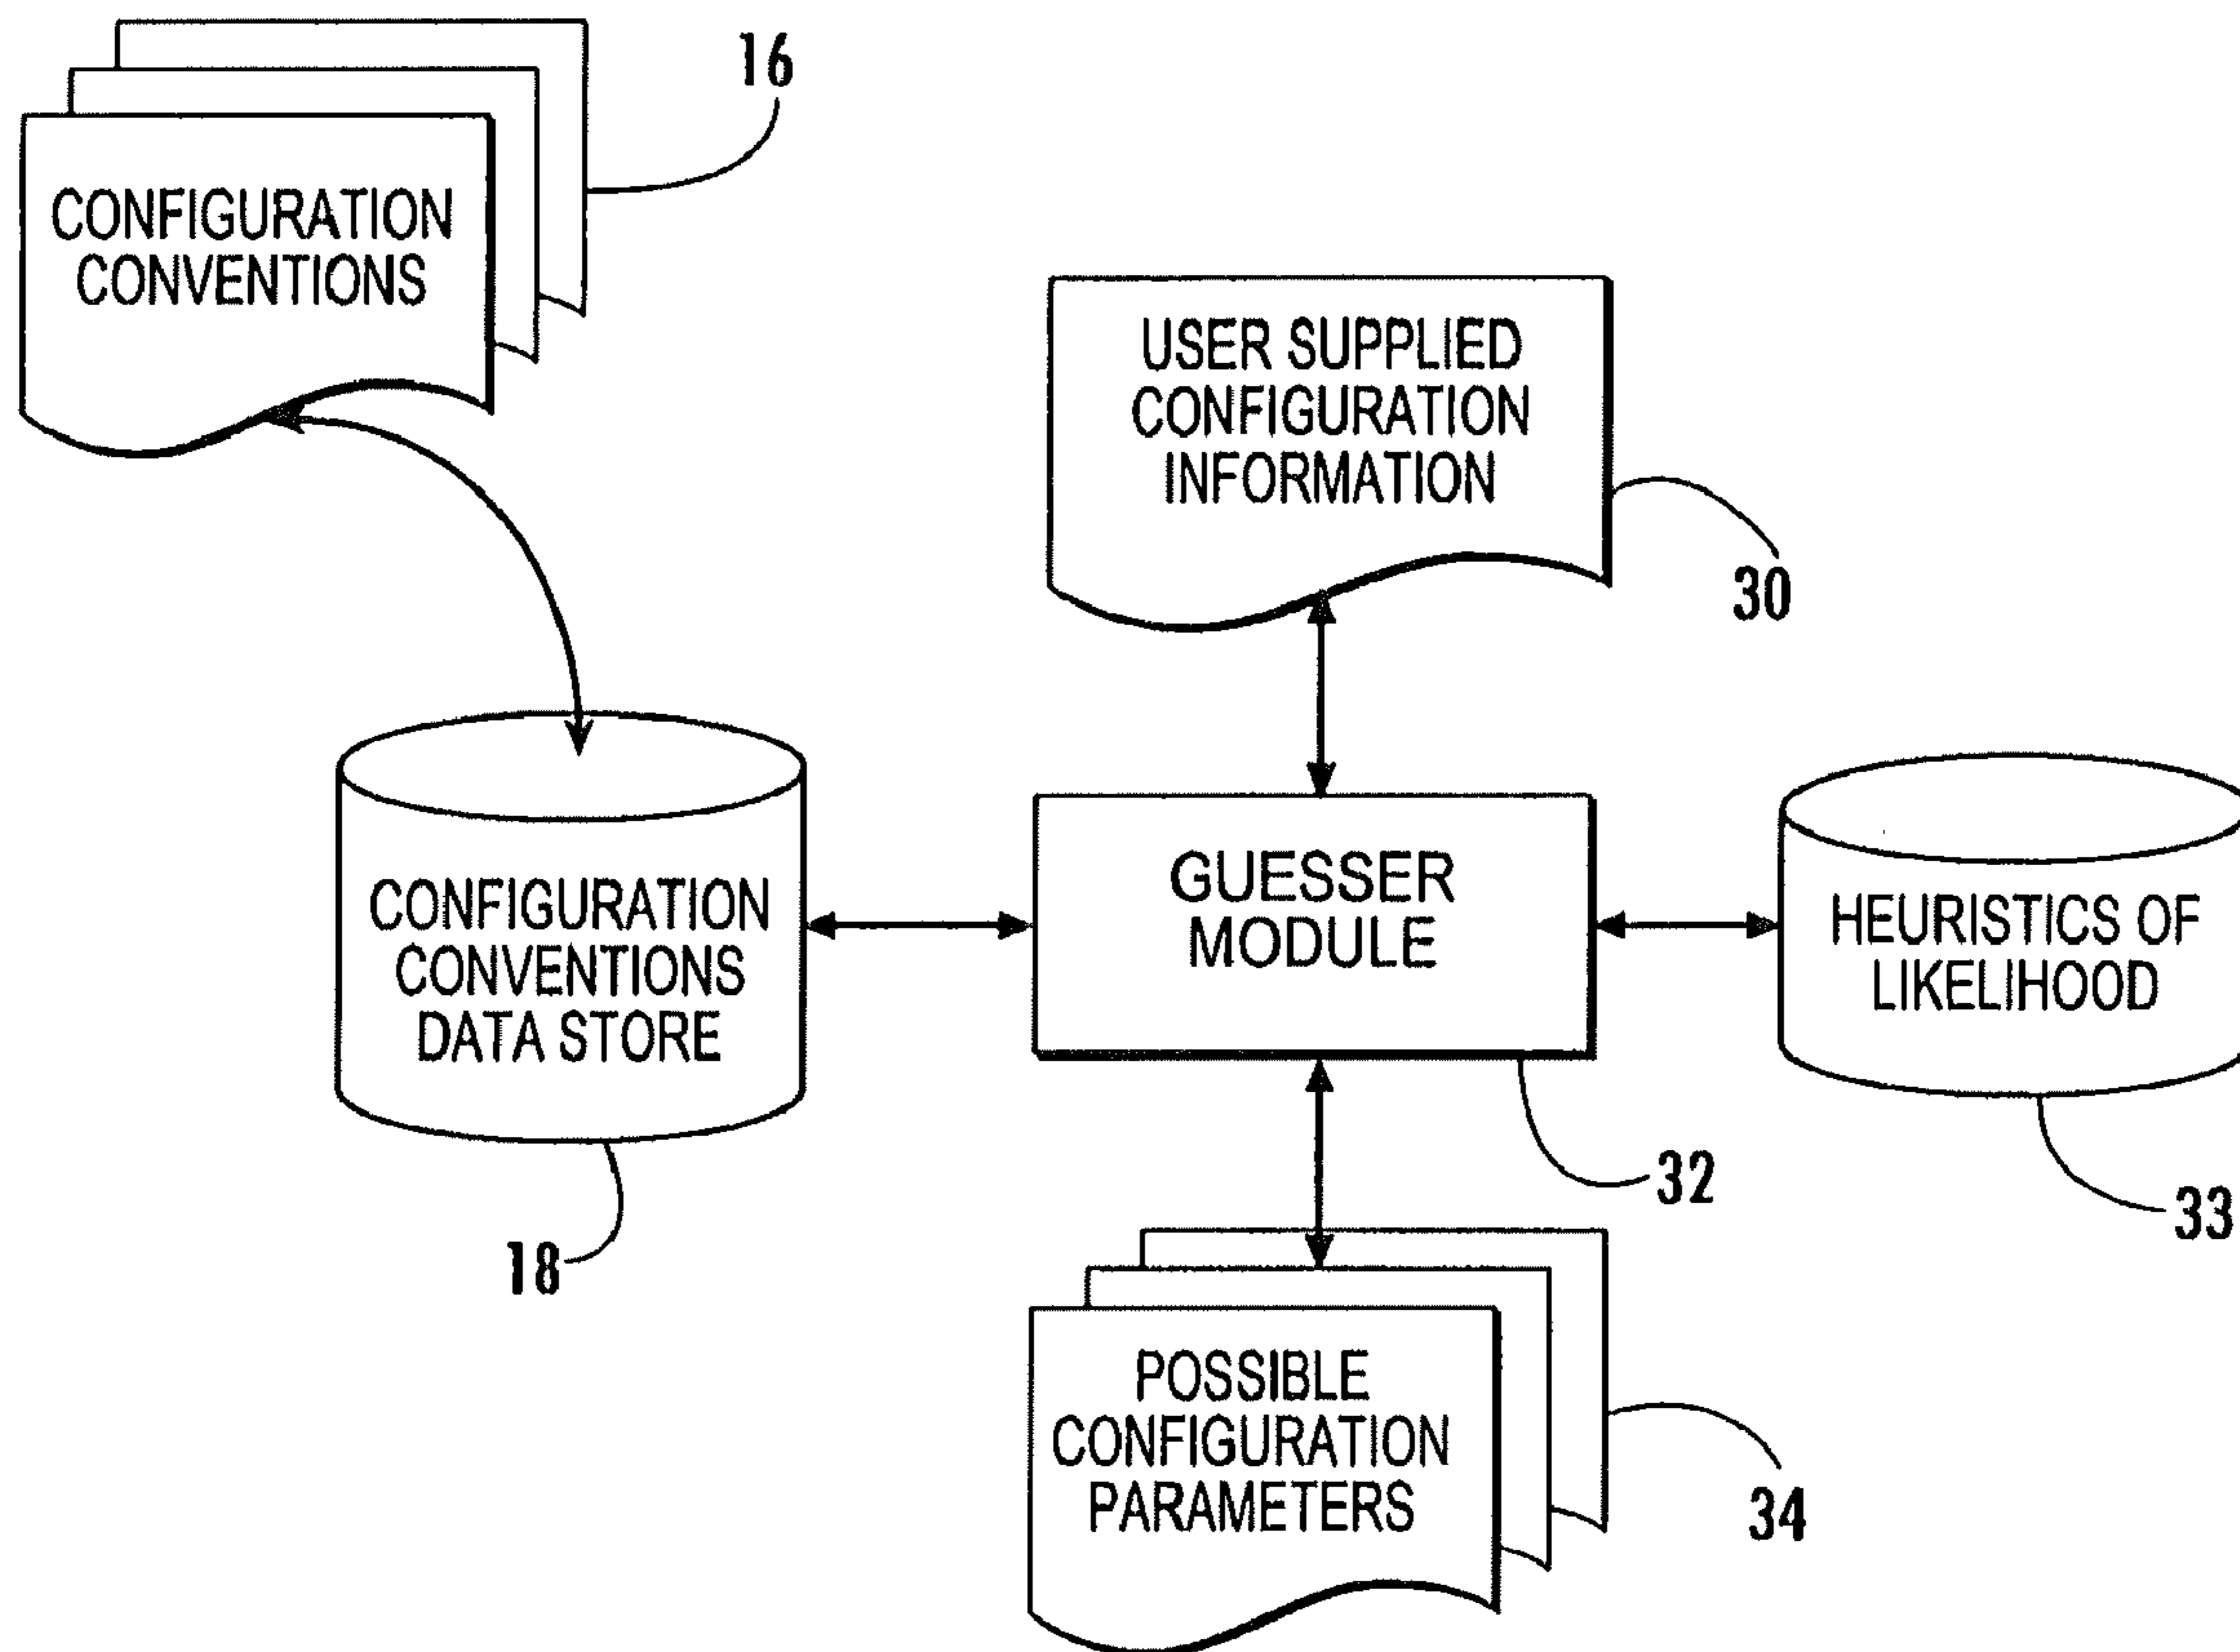 16
CONFIGURATION
CONVENTIONS
USER SUPPLIED
CONFIGURATION
INFORMATION
30
CONFIGURATION
CONVENTIONS
DATA STORE
18
GUESSER
MODULE
32
HEURISTICS OF
LIKELIHOOD
33
POSSIBLE
CONFIGURATION
PARAMETERS
34